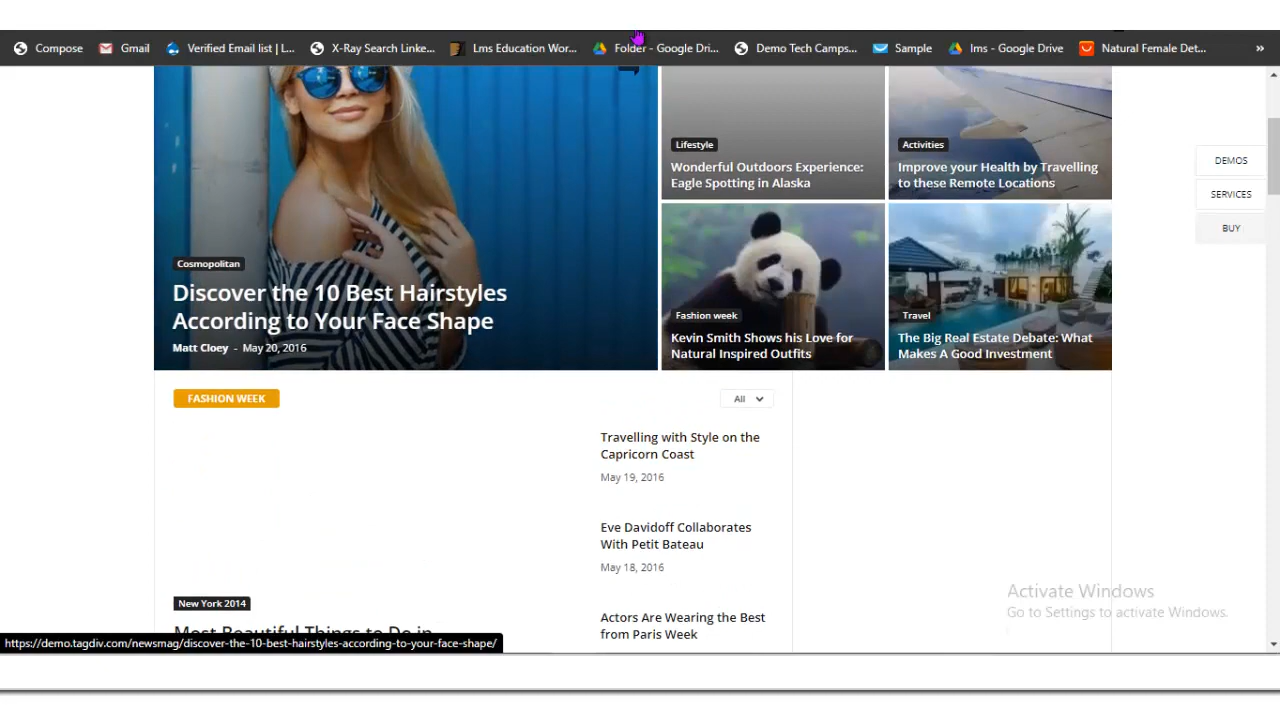 Compose
Gmail
Verified Email list | L...
X-Ray Search Linke...
Lms Education Wor...
Folder - Google Dri...
Demo Tech Camps...
Sample
lms - Google Drive
Natural Female Det...
»
Cosmopolitan
Discover the 10 Best Hairstyles
According to Your Face Shape
Matt Cloey - May 20, 2016
Lifestyle
Wonderful Outdoors Experience:
Eagle Spotting in Alaska
Activities
Improve your Health by Travelling
to these Remote Locations
Fashion week
Kevin Smith Shows his Love for
Natural Inspired Outfits
Travel
The Big Real Estate Debate: What
Makes A Good Investment
DEMOS
SERVICES
BUY
FASHION WEEK
All
Travelling with Style on the
Capricorn Coast
May 19, 2016
Eve Davidoff Collaborates
With Petit Bateau
May 18, 2016
Actors Are Wearing the Best
from Paris Week
New York 2014
Most Beautiful Things to Do in
Activate Windows
Go to Settings to activate Windows.
https://demo.tagdiv.com/newsmag/discover-the-10-best-hairstyles-according-to-your-face-shape/